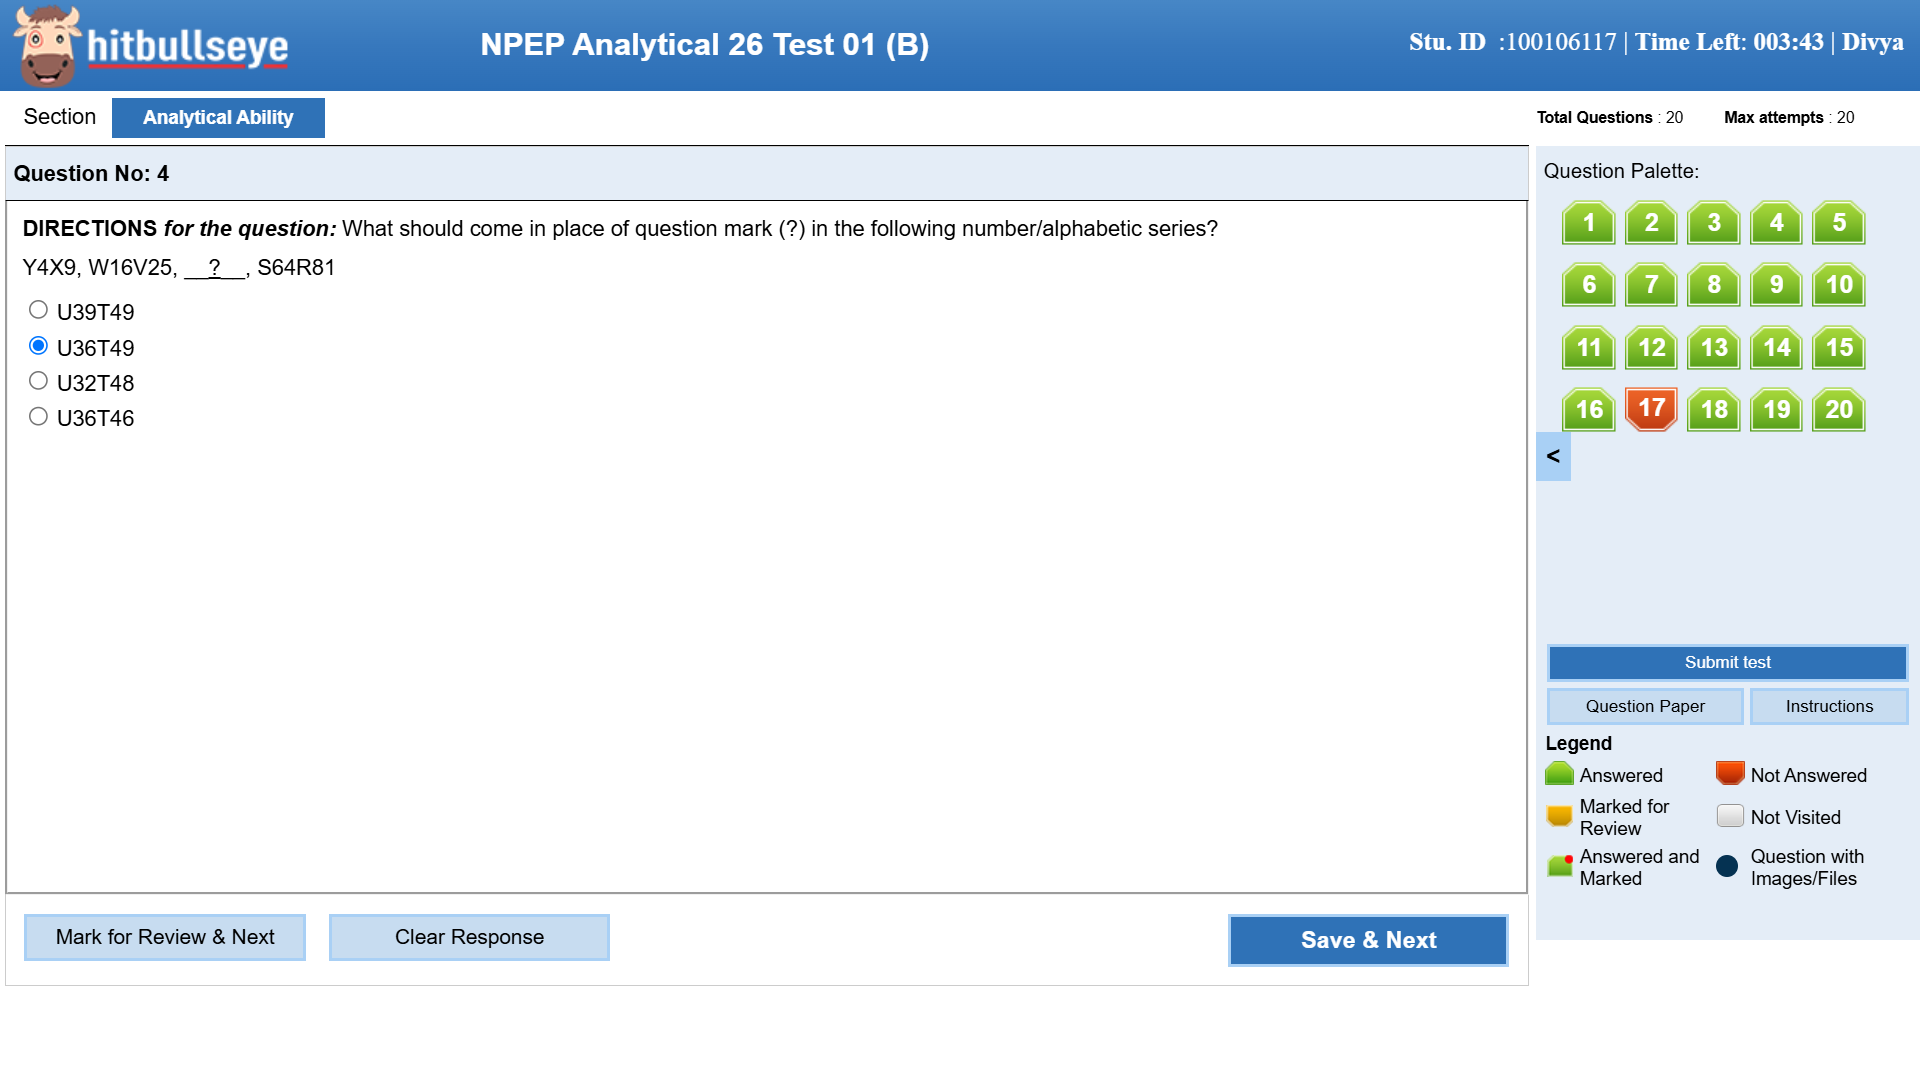 hitbullseye
NPEP Analytical 26 Test 01 (B)
Stu. ID :100106117 | Time Left: 003:43 | Divya
Section
Analytical Ability
Total Questions : 20
Max attempts : 20
Question No: 4
DIRECTIONS for the question: What should come in place of question mark (?) in the following number/alphabetic series?
Y4X9, W16V25, __?__, S64R81
U39T49
U36T49
U32T48
U36T46
Mark for Review & Next
Clear Response
Save & Next
Question Palette:
1 2 3 4 5
6 7 8 9 10
11 12 13 14 15
16 17 18 19 20
<
Submit test
Question Paper
Instructions
Legend
Answered
Not Answered
Marked for
Review
Not Visited
Answered and
Marked
Question with
Images/Files